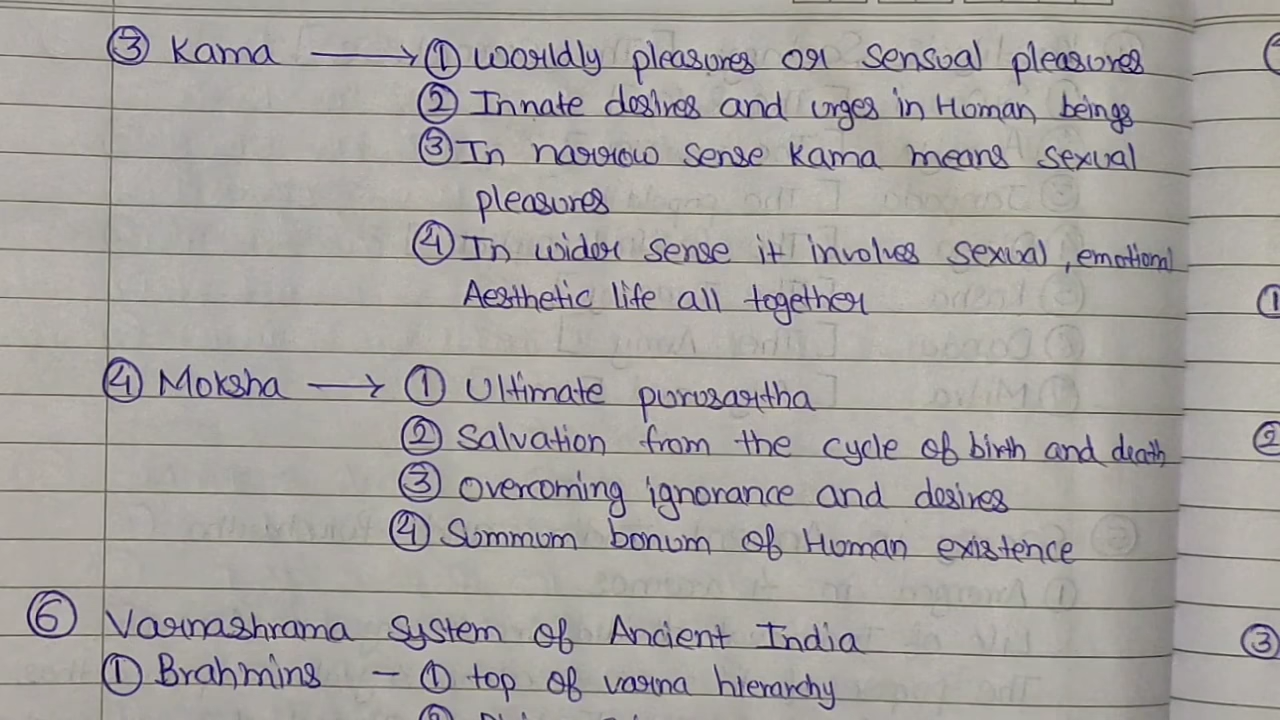 ③ Kama → ① Worldly pleasures or sensual pleasures
② Innate desires and urges in Human beings
③ In narrow sense Kama means sexual
pleasures
④ In wider sense it involves sexual, emotional
Aesthetic life all together
④ Moksha → ① Ultimate purusartha
② Salvation from the cycle of birth and death
③ Overcoming ignorance and desires
④ Summum bonum of Human existence
⑥ Varnashrama system of Ancient India
① Brahmins - ① top of varna hierarchy
①
②
③